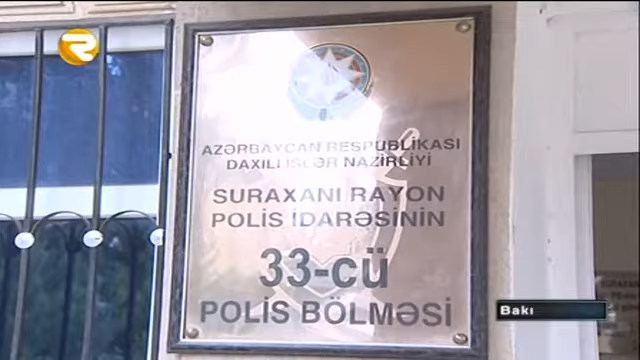 AZƏRBAYCAN RESPUBLİKASI
DAXİLİ İŞLƏR NAZİRLİYİ
SURAXANI RAYON
POLİS İDARƏSİNİN
33-cü
POLİS BÖLMƏSİ
Bakı